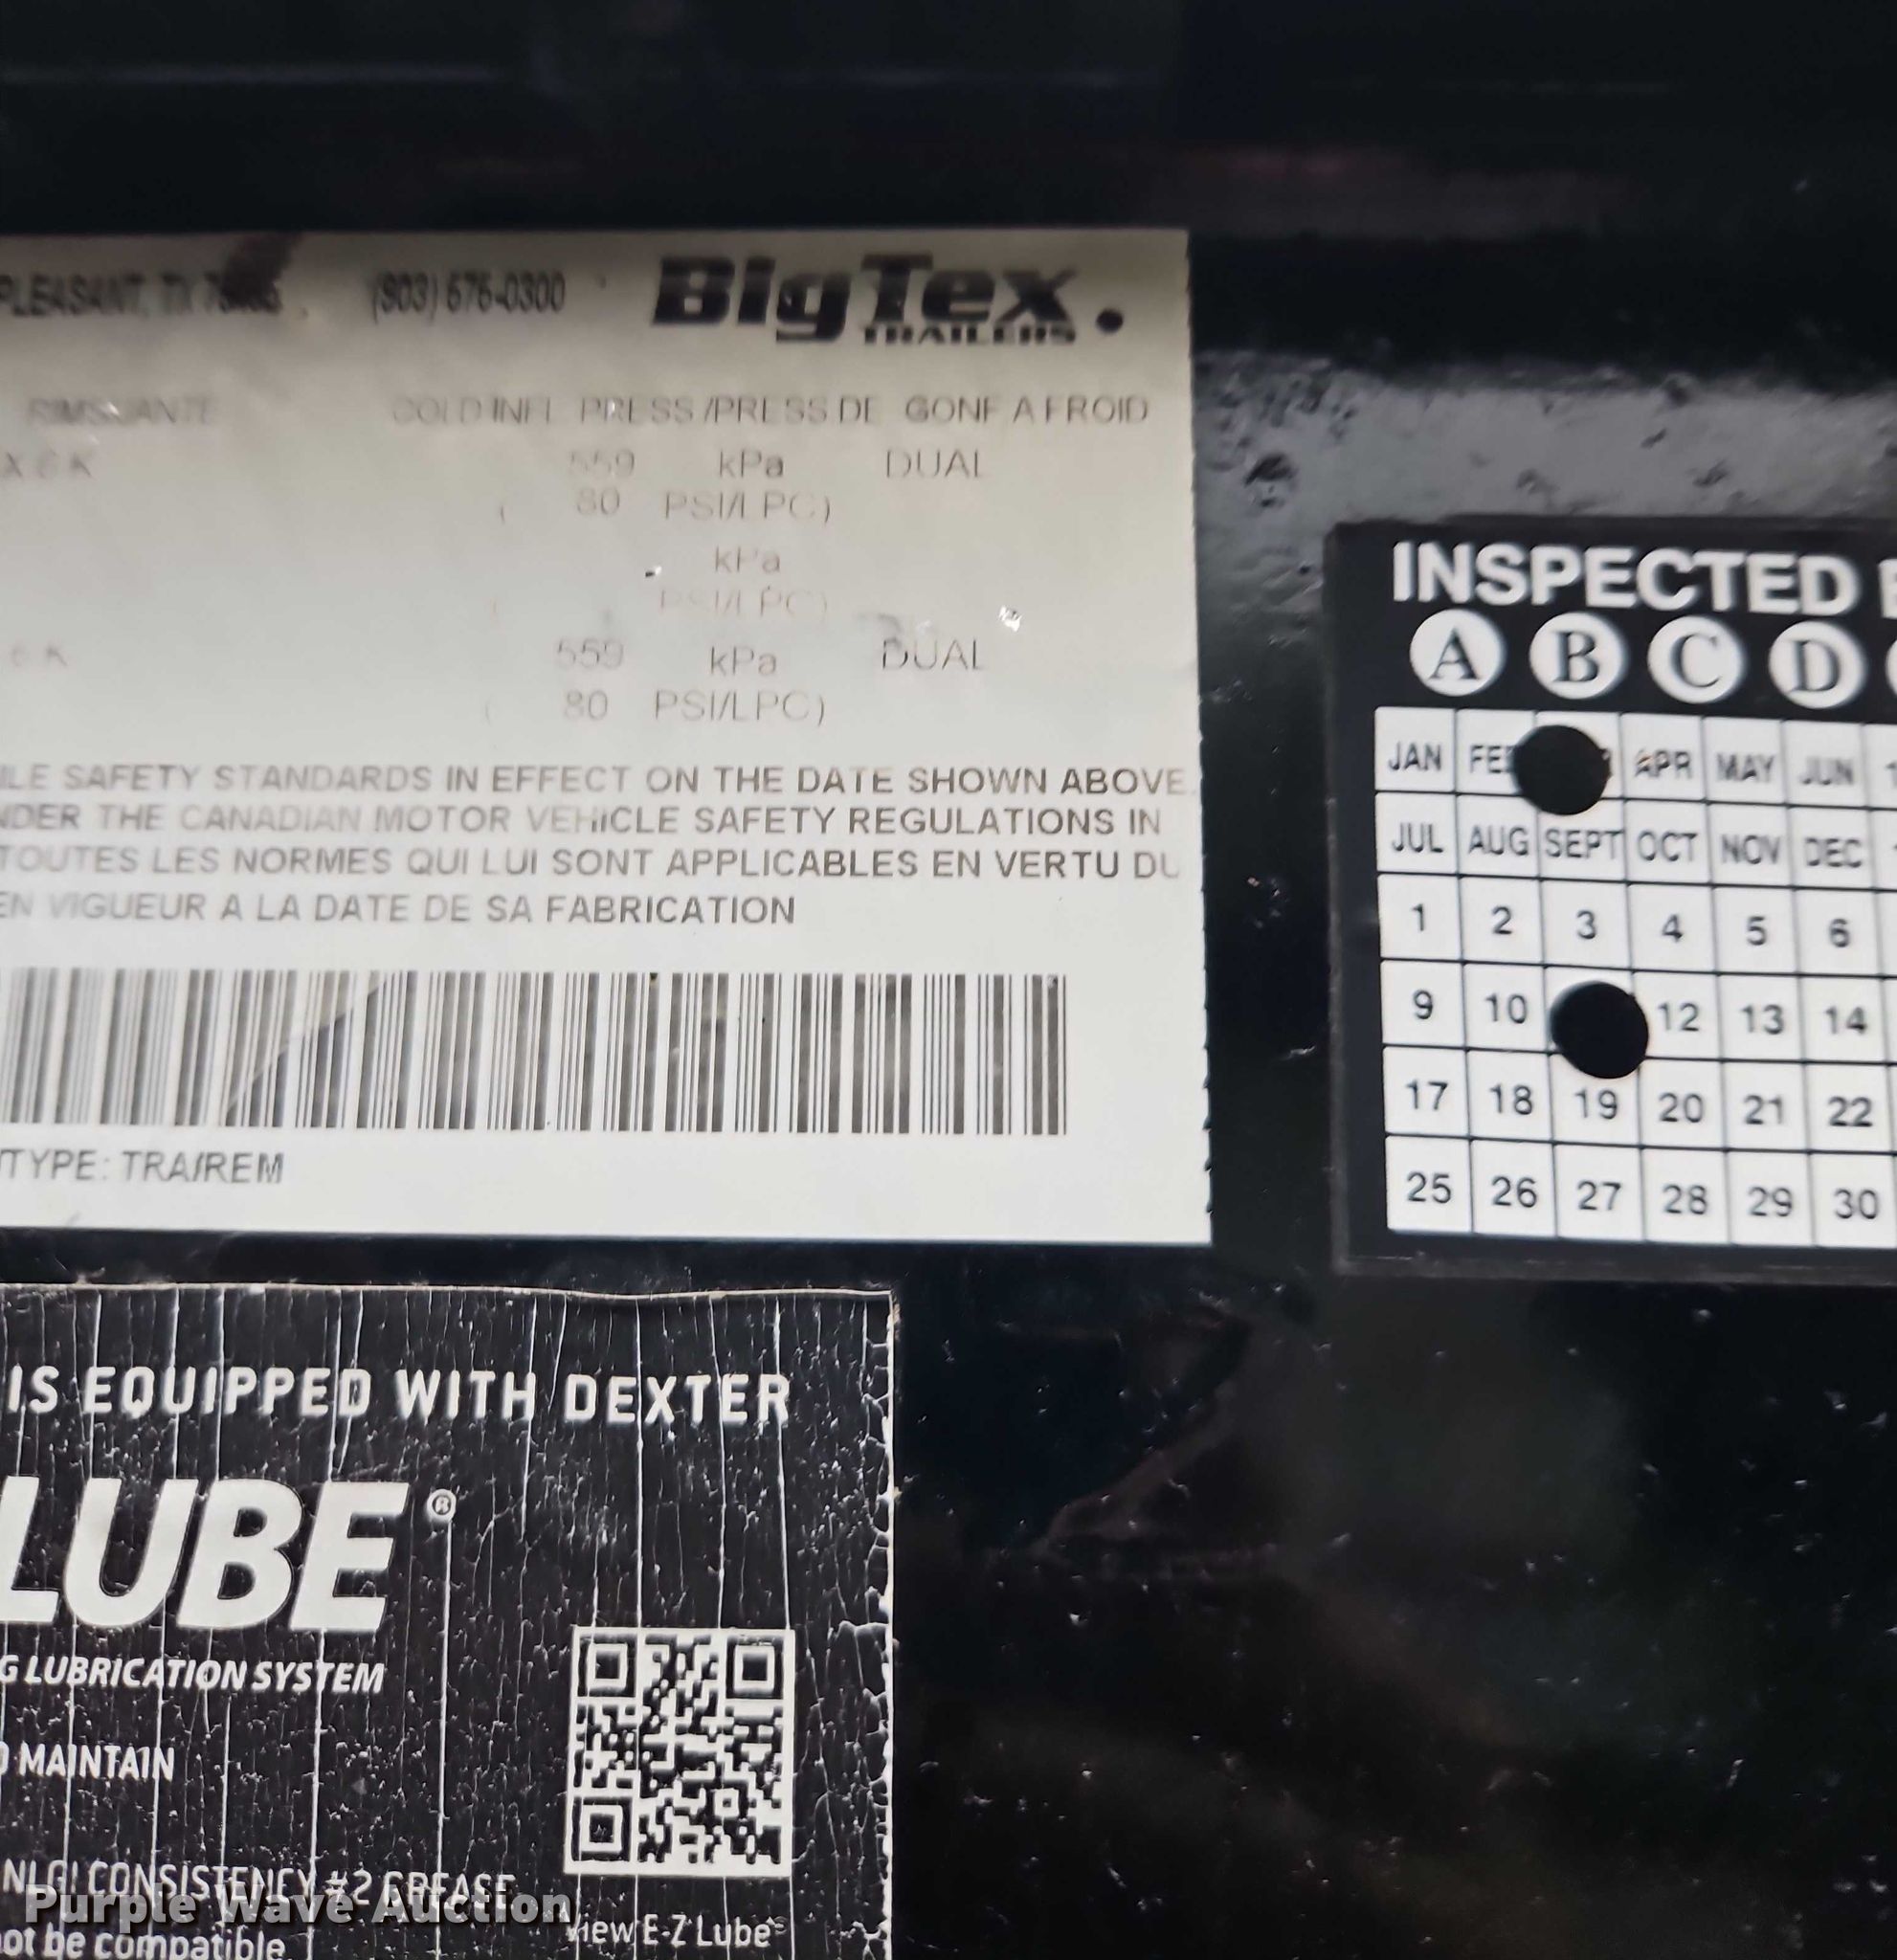 PLEASANT, TX (903) 676-0300 BigTex
TRAILERS
COLD INFL PRESS /PRESS DE GONF A FROID
X 6 K 559 kPa DUAL
( 80 PSI/LPC)
kPa
PSI/LPC)
6 K 559 kPa DUAL
( 80 PSI/LPC)
LE SAFETY STANDARDS IN EFFECT ON THE DATE SHOWN ABOVE
NDER THE CANADIAN MOTOR VEHICLE SAFETY REGULATIONS IN
TOUTES LES NORMES QUI LUI SONT APPLICABLES EN VERTU DU
EN VIGUEUR A LA DATE DE SA FABRICATION
TYPE: TRA/REM
INSPECTED
A B C D
JAN FEB APR MAY JUN
JUL AUG SEPT OCT NOV DEC
1 2 3 4 5 6
9 10 12 13 14
17 18 19 20 21 22
25 26 27 28 29 30
IS EQUIPPED WITH DEXTER
LUBE®
G LUBRICATION SYSTEM
MAINTAIN
NLGI CONSISTENCY #2 GREASE
not be compatible
View E-Z Lube®
Purple Wave Auction